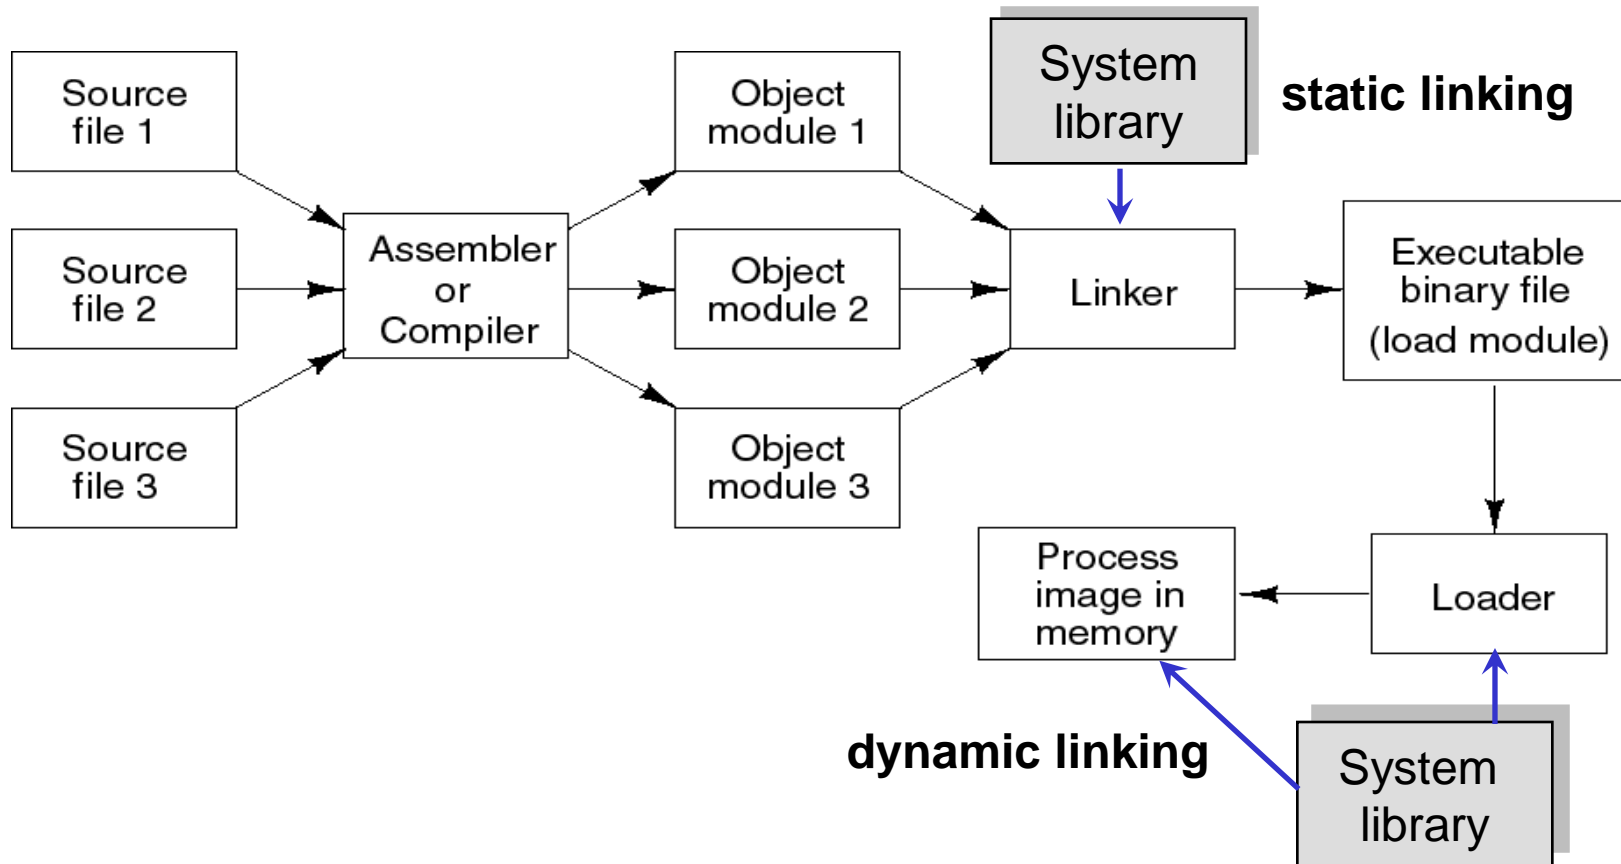 Source
file 1
Source
file 2
Source
file 3
Assembler
or
Compiler
Object
module 1
Object
module 2
Object
module 3
System
library
static linking
Linker
Executable
binary file
(load module)
Loader
Process
image in
memory
dynamic linking
System
library